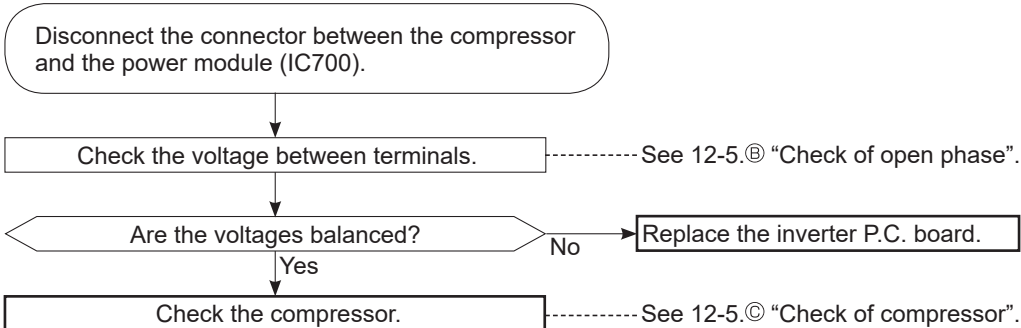 Disconnect the connector between the compressor
and the power module (IC700).
Check the voltage between terminals.
See 12-5.Ⓑ “Check of open phase”.
Are the voltages balanced?
No
Replace the inverter P.C. board.
Yes
Check the compressor.
See 12-5.Ⓒ “Check of compressor”.